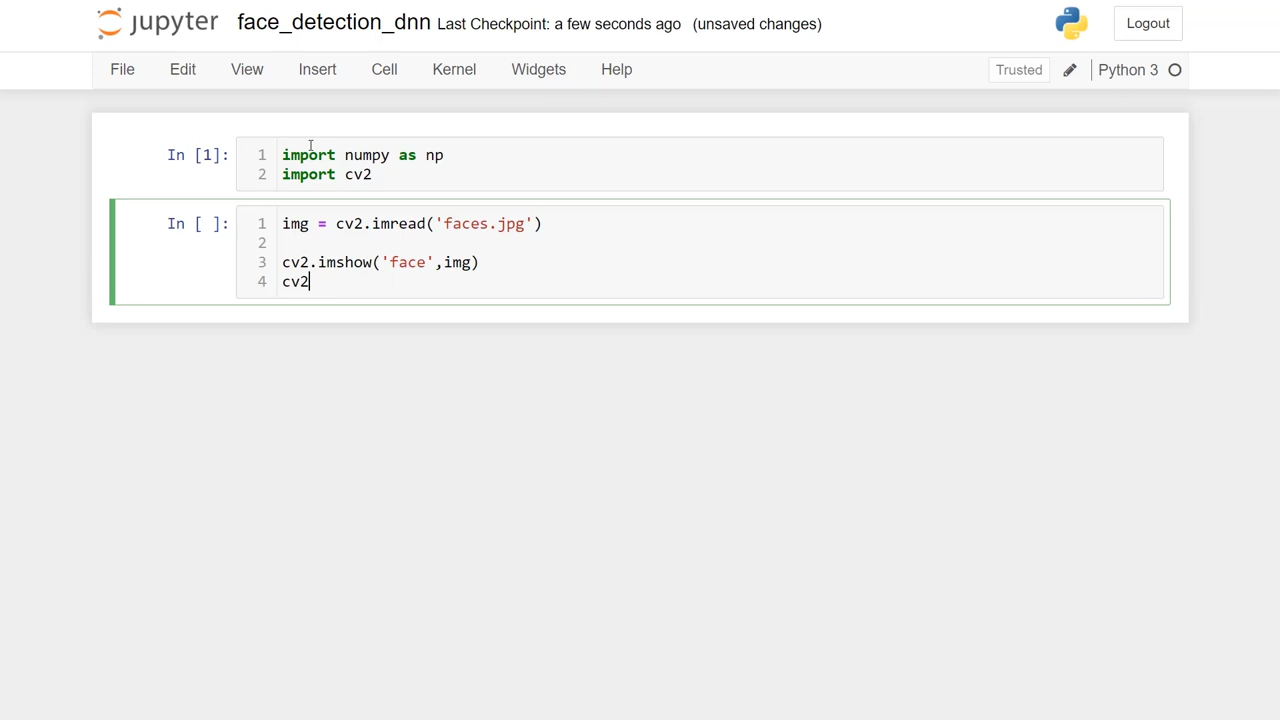 jupyter face_detection_dnn Last Checkpoint: a few seconds ago (unsaved changes) Logout
File Edit View Insert Cell Kernel Widgets Help Trusted Python 3
In [1]: 1 import numpy as np
2 import cv2
In [ ]: 1 img = cv2.imread('faces.jpg')
2
3 cv2.imshow('face',img)
4 cv2